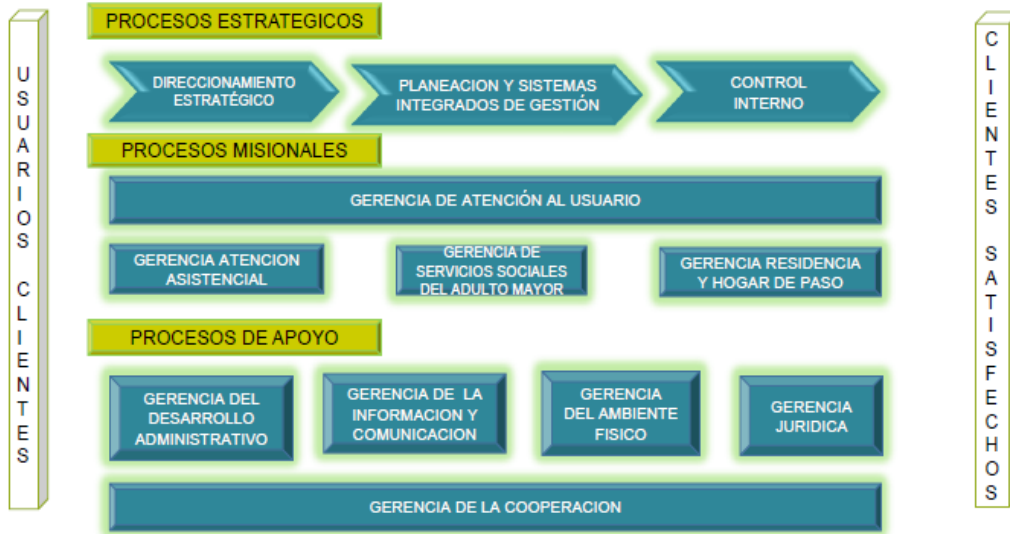 USUARIOS CLIENTES
PROCESOS ESTRATEGICOS
DIRECCIONAMIENTO
ESTRATÉGICO
PLANEACION Y SISTEMAS
INTEGRADOS DE GESTIÓN
CONTROL
INTERNO
PROCESOS MISIONALES
GERENCIA DE ATENCIÓN AL USUARIO
GERENCIA ATENCION
ASISTENCIAL
GERENCIA DE
SERVICIOS SOCIALES
DEL ADULTO MAYOR
GERENCIA RESIDENCIA
Y HOGAR DE PASO
PROCESOS DE APOYO
GERENCIA DEL
DESARROLLO
ADMINISTRATIVO
GERENCIA DE LA
INFORMACION Y
COMUNICACION
GERENCIA
DEL AMBIENTE
FISICO
GERENCIA
JURIDICA
GERENCIA DE LA COOPERACION
CLIENTES SATISFECHOS